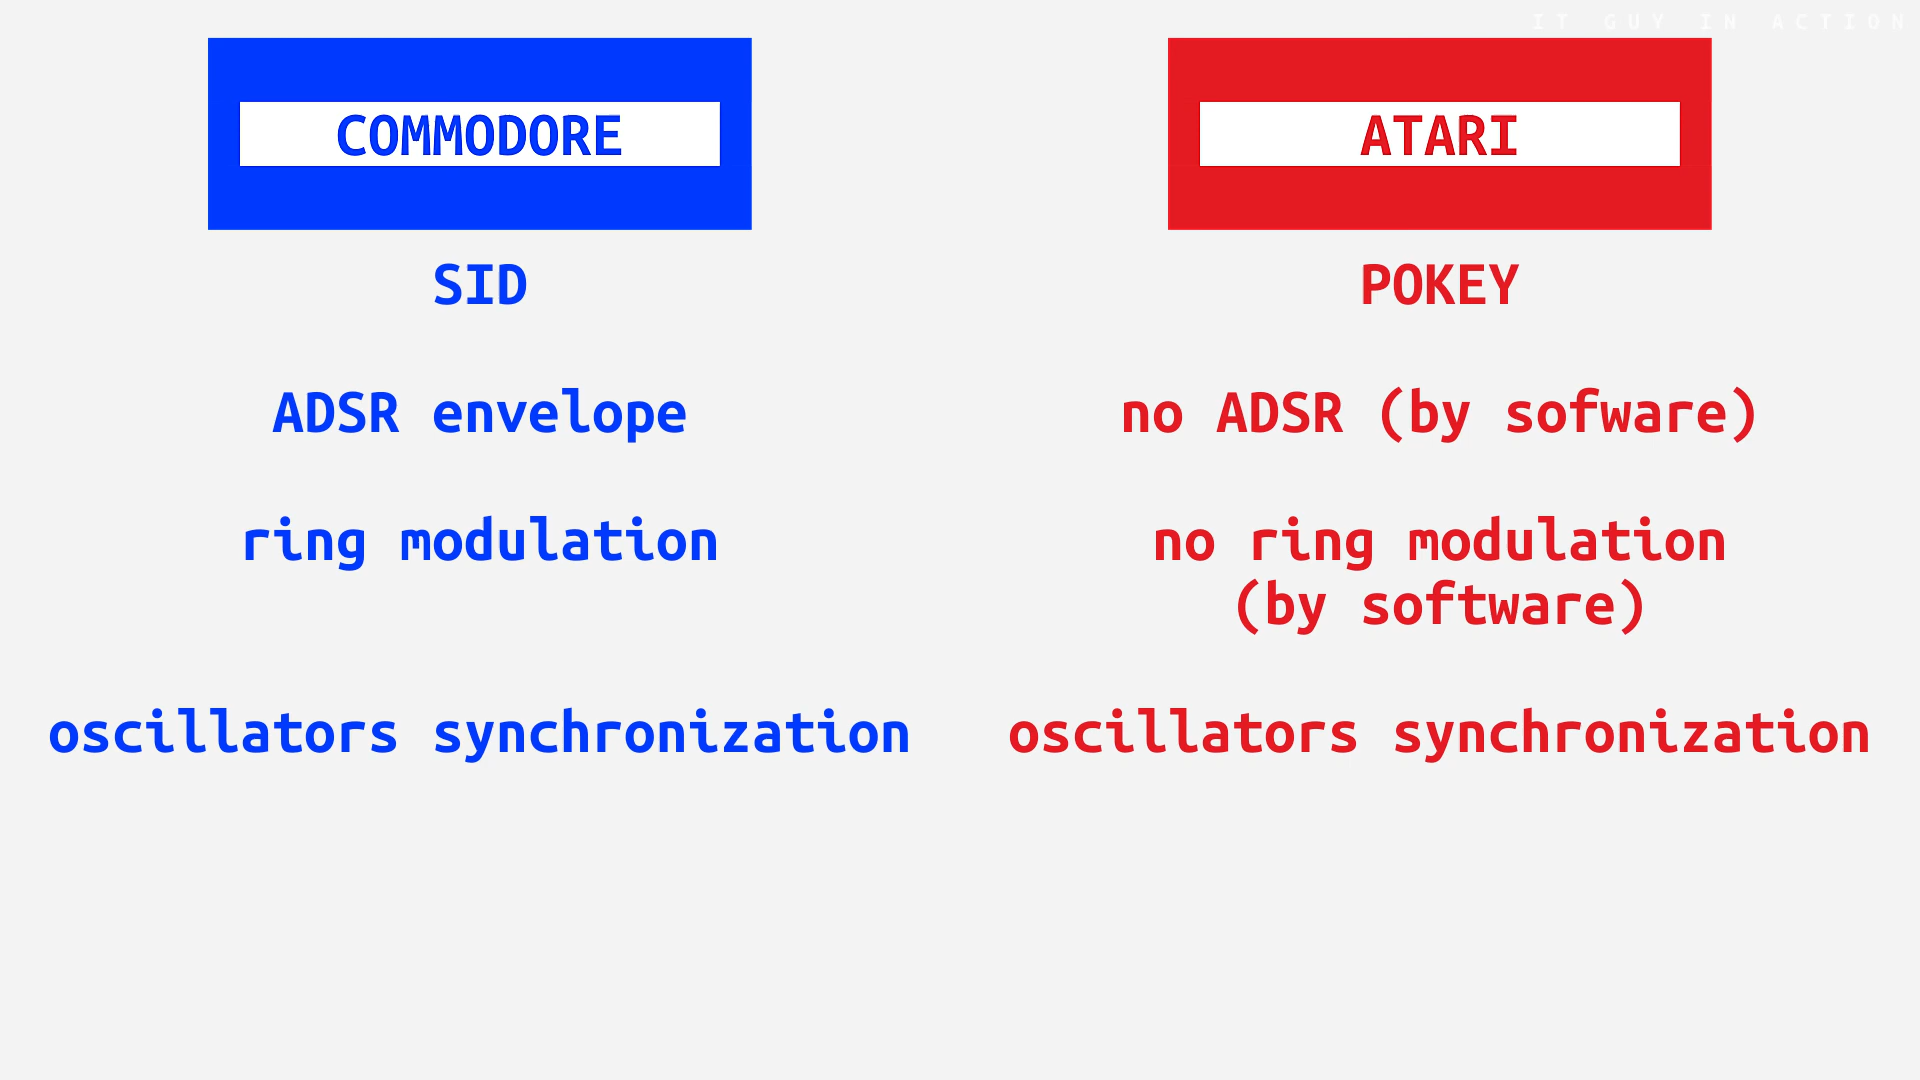 IT GUY IN ACTION
COMMODORE
SID
ADSR envelope
ring modulation
oscillators synchronization
ATARI
POKEY
no ADSR (by sofware)
no ring modulation
(by software)
oscillators synchronization